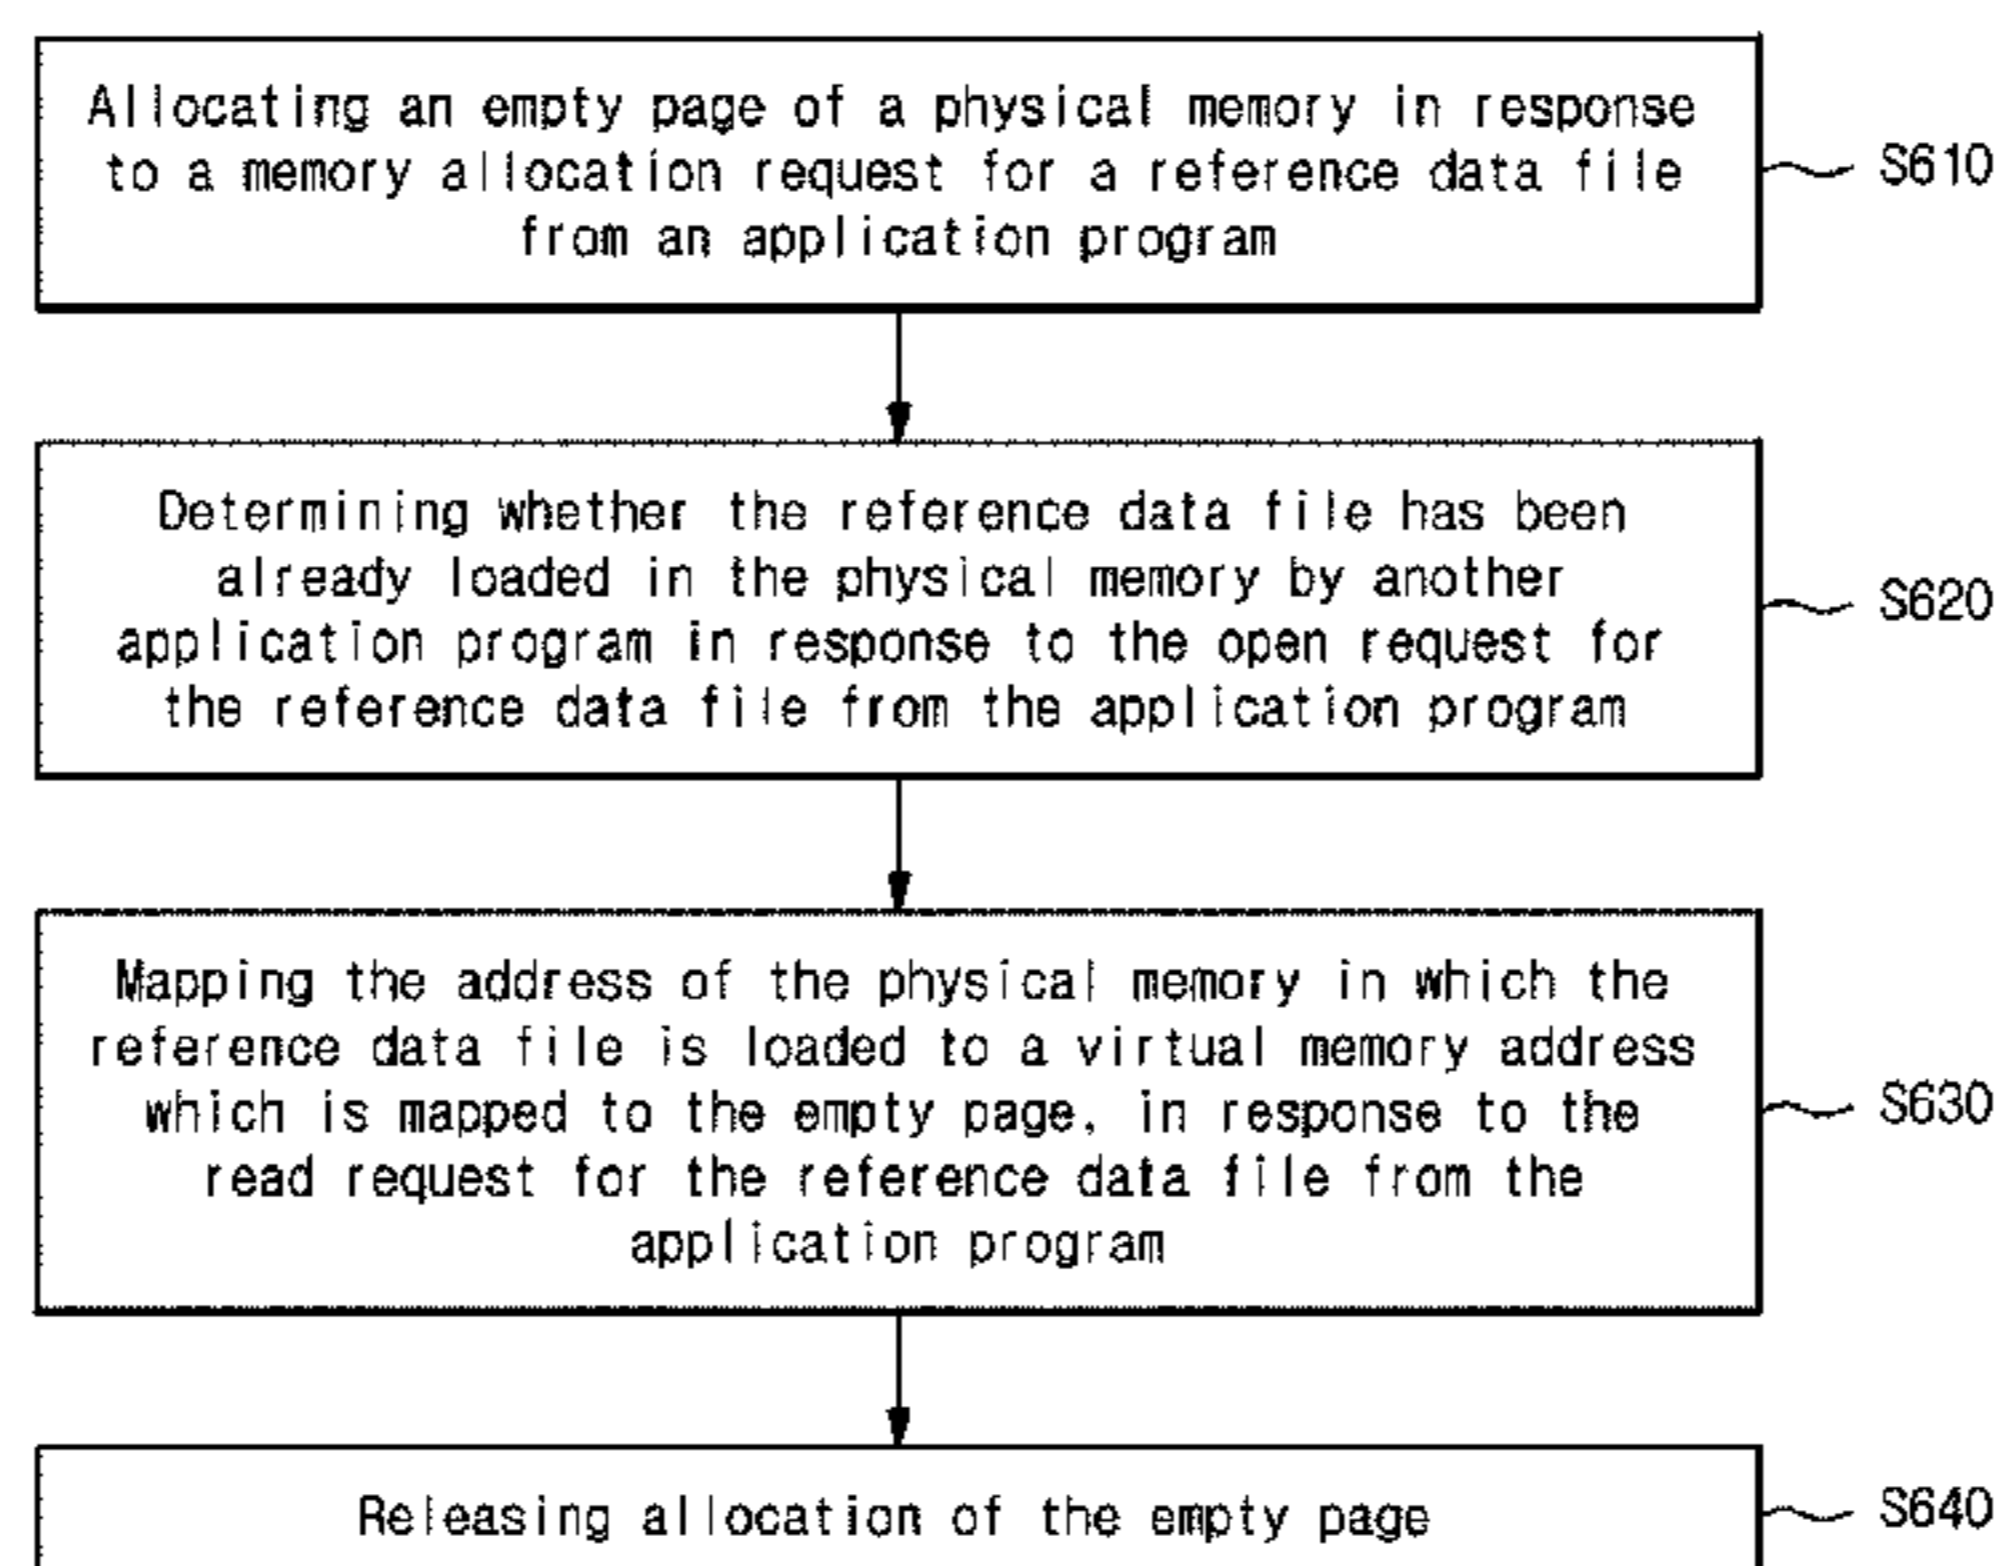 Allocating an empty page of a physical memory in response
to a memory allocation request for a reference data file
from an application program
S610
Determining whether the reference data file has been
already loaded in the physical memory by another
application program in response to the open request for
the reference data file from the application program
S620
Mapping the address of the physical memory in which the
reference data file is loaded to a virtual memory address
which is mapped to the empty page, in response to the
read request for the reference data file from the
application program
S630
Releasing allocation of the empty page
S640